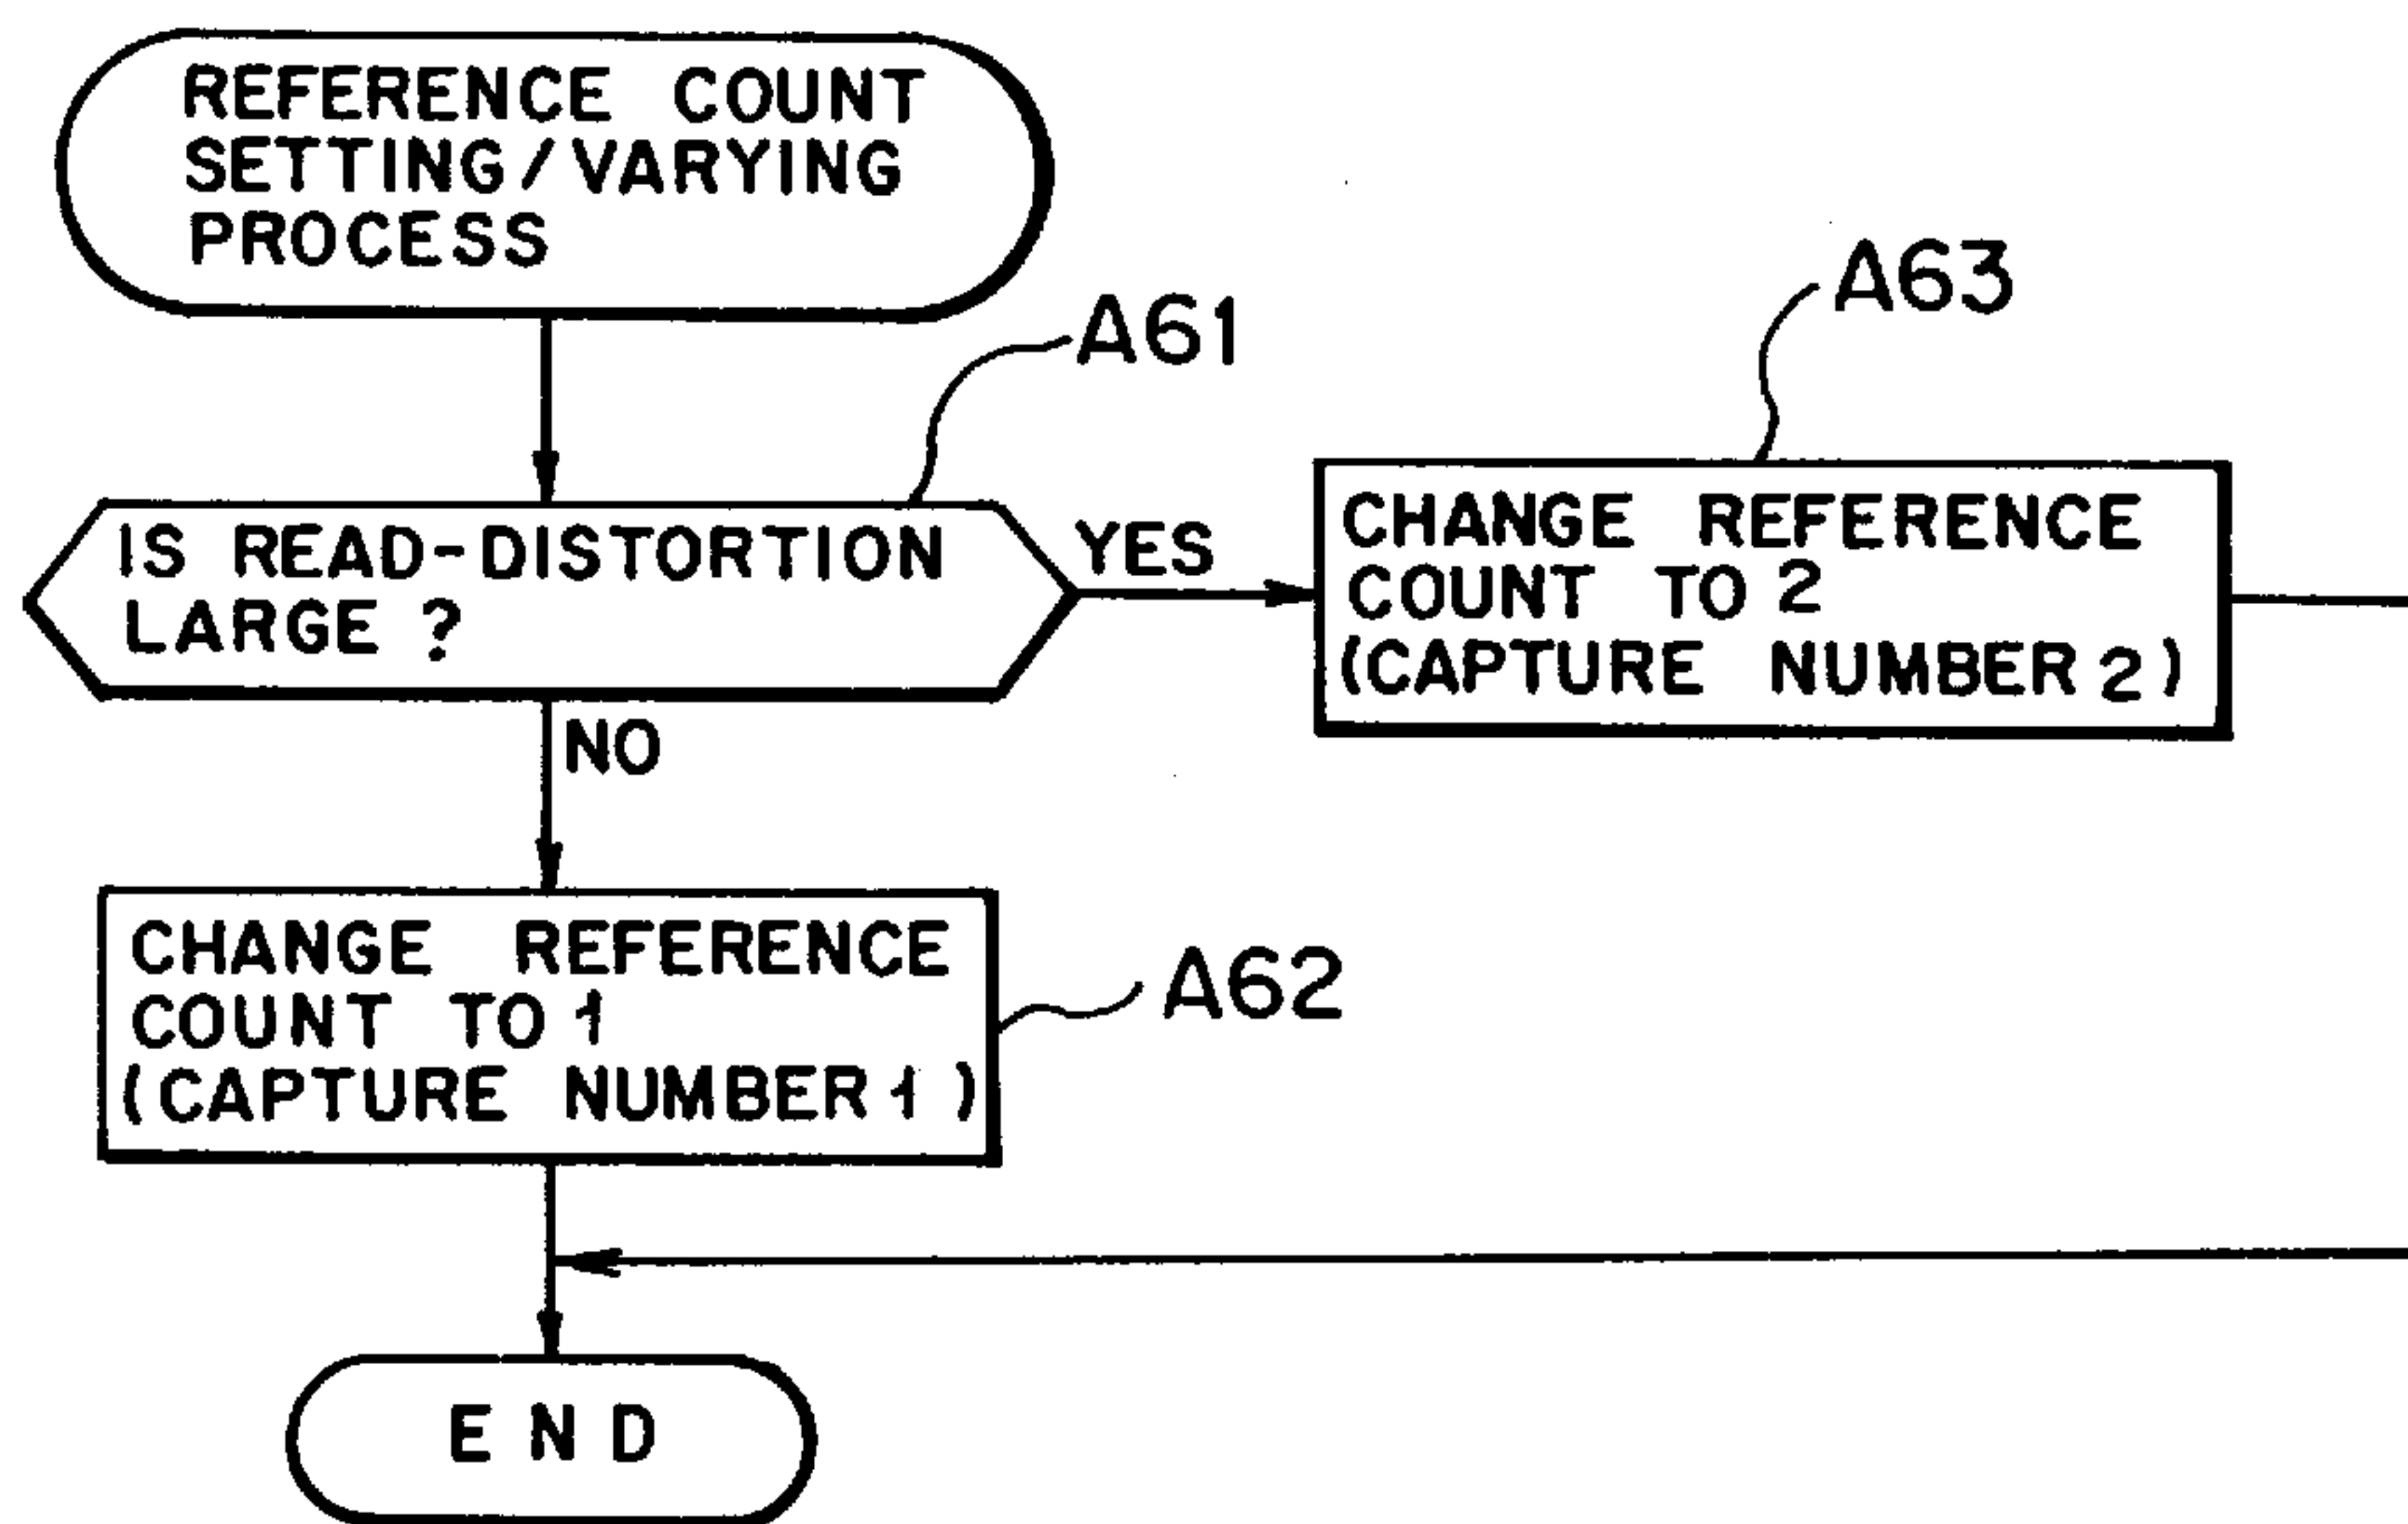 REFERENCE COUNT
SETTING/VARYING
PROCESS
A61
A63
IS READ-DISTORTION
LARGE ?
YES
CHANGE REFERENCE
COUNT TO 2
(CAPTURE NUMBER 2)
NO
CHANGE REFERENCE
COUNT TO 1
(CAPTURE NUMBER 1 )
A62
END